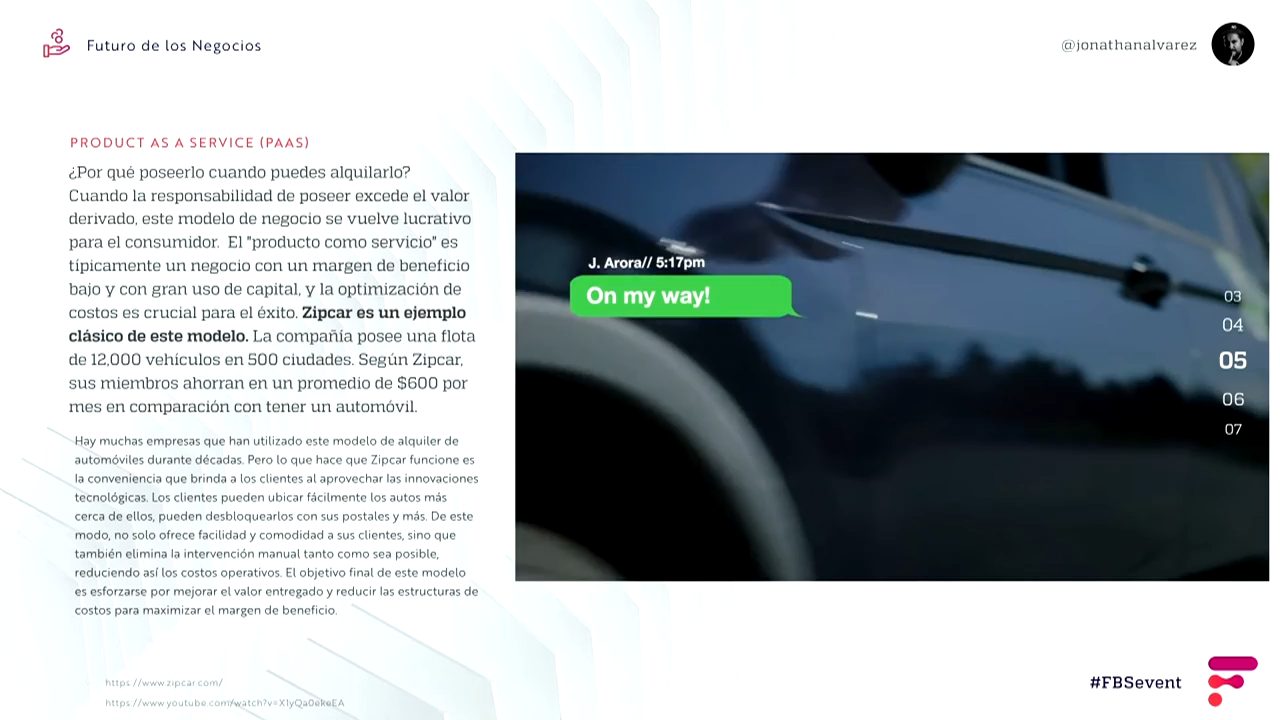 Futuro de los Negocios
@jonathanalvarez
PRODUCT AS A SERVICE (PAAS)
¿Por qué poseerlo cuando puedes alquilarlo?
Cuando la responsabilidad de poseer excede el valor
derivado, este modelo de negocio se vuelve lucrativo
para el consumidor. El "producto como servicio" es
típicamente un negocio con un margen de beneficio
bajo y con gran uso de capital, y la optimización de
costos es crucial para el éxito. Zipcar es un ejemplo
clásico de este modelo. La compañía posee una flota
de 12,000 vehículos en 500 ciudades. Según Zipcar,
sus miembros ahorran en un promedio de $600 por
mes en comparación con tener un automóvil.
Hay muchas empresas que han utilizado este modelo de alquiler de
automóviles durante décadas. Pero lo que hace que Zipcar funcione es
la conveniencia que brinda a los clientes al aprovechar las innovaciones
tecnológicas. Los clientes pueden ubicar fácilmente los autos más
cerca de ellos, pueden desbloquearlos con sus postales y más. De este
modo, no solo ofrece facilidad y comodidad a sus clientes, sino que
también elimina la intervención manual tanto como sea posible,
reduciendo así los costos operativos. El objetivo final de este modelo
es esforzarse por mejorar el valor entregado y reducir las estructuras de
costos para maximizar el margen de beneficio.
https://www.zipcar.com/
https://www.youtube.com/watch?v=X1yQa0ekeEA
J. Arora// 5:17pm
On my way!
03
04
05
06
07
#FBSevent